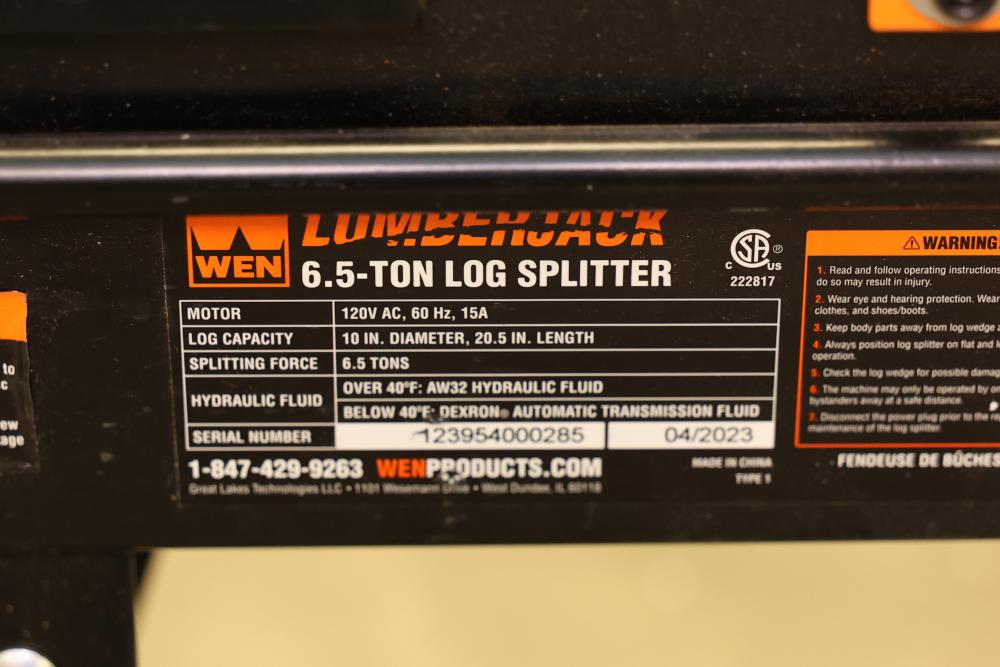 LUMBERJACK
WEN
6.5-TON LOG SPLITTER
CSA® C US
222817
MOTOR 120V AC, 60 Hz, 15A
LOG CAPACITY 10 IN. DIAMETER, 20.5 IN. LENGTH
SPLITTING FORCE 6.5 TONS
HYDRAULIC FLUID OVER 40°F: AW32 HYDRAULIC FLUID
BELOW 40°F: DEXRON® AUTOMATIC TRANSMISSION FLUID
SERIAL NUMBER 123954000285 04/2023
1-847-429-9263 WENPRODUCTS.COM
Great Lakes Technologies LLC • 1101 Wesemann Drive • West Dundee, IL 60118
MADE IN CHINA
TYPE 1
⚠ WARNING!
1. Read and follow operating instructions
do so may result in injury.
2. Wear eye and hearing protection. Wear
clothes, and shoes/boots.
3. Keep body parts away from log wedge
4. Always position log splitter on flat and
operation.
5. Check the log wedge for possible
6. The machine may only be operated by
bystanders away at a safe distance.
7. Disconnect the power plug prior to the
maintenance of the log splitter.
FENDEUSE DE BÛCHES
to